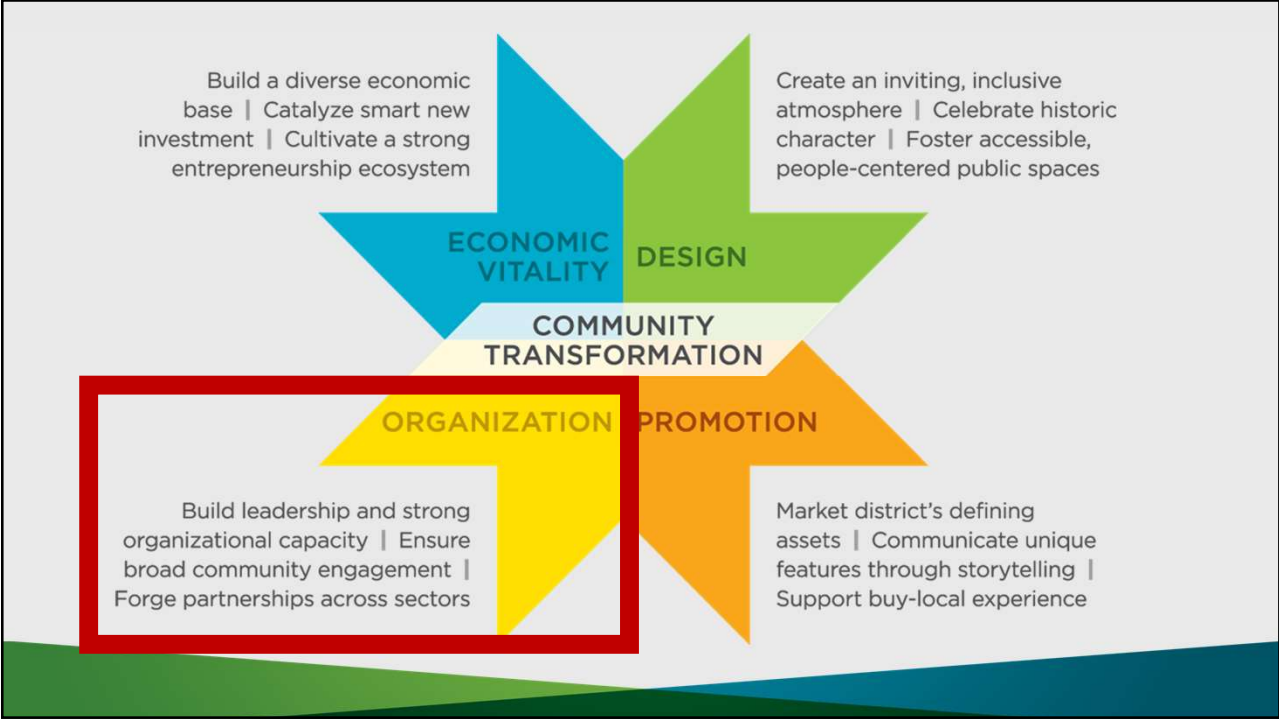 Build a diverse economic
base | Catalyze smart new
investment | Cultivate a strong
entrepreneurship ecosystem
Create an inviting, inclusive
atmosphere | Celebrate historic
character | Foster accessible,
people-centered public spaces
ECONOMIC
VITALITY
DESIGN
COMMUNITY
TRANSFORMATION
ORGANIZATION
PROMOTION
Build leadership and strong
organizational capacity | Ensure
broad community engagement |
Forge partnerships across sectors
Market district's defining
assets | Communicate unique
features through storytelling |
Support buy-local experience